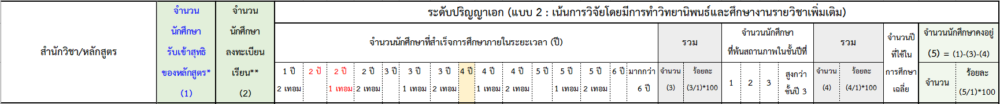 สำนักวิชา/หลักสูตร
จำนวน
นักศึกษา
รับเข้าสุทธิ
ของหลักสูตร*
(1)
จำนวน
นักศึกษา
ลงทะเบียน
เรียน**
(2)
ระดับปริญญาเอก (แบบ 2 : เน้นการวิจัยโดยมีการทำวิทยานิพนธ์และศึกษางานรายวิชาเพิ่มเติม)
จำนวนนักศึกษาที่สำเร็จการศึกษาภายในระยะเวลา (ปี)
1 ปี
2 เทอม
2 ปี
2 ปี
1 เทอม
2 ปี
2 เทอม
3 ปี
3 ปี
1 เทอม
3 ปี
2 เทอม
4 ปี
4 ปี
1 เทอม
4 ปี
2 เทอม
5 ปี
5 ปี
1 เทอม
5 ปี
2 เทอม
6 ปี
มากกว่า
6 ปี
รวม
จำนวน
(3)
ร้อยละ
(3/1)*100
จำนวนนักศึกษา
ที่พ้นสถานภาพในชั้นปีที่
1
2
3
สูงกว่า
ชั้นปี 3
รวม
จำนวน
(4)
ร้อยละ
(4/1)*100
จำนวนปี
ที่ใช้ใน
การศึกษา
เฉลี่ย
จำนวนนักศึกษาคงอยู่
(5) = (1)-(3)-(4)
จำนวน
ร้อยละ
(5/1)*100